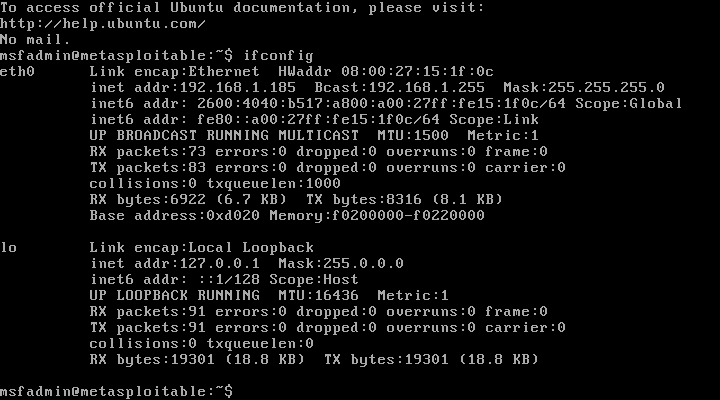 To access official Ubuntu documentation, please visit:
http://help.ubuntu.com/
No mail.
msfadmin@metasploitable:~$ ifconfig
eth0      Link encap:Ethernet  HWaddr 08:00:27:15:1f:0c
          inet addr:192.168.1.185  Bcast:192.168.1.255  Mask:255.255.255.0
          inet6 addr: 2600:4040:b517:a800:a00:27ff:fe15:1f0c/64 Scope:Global
          inet6 addr: fe80::a00:27ff:fe15:1f0c/64 Scope:Link
          UP BROADCAST RUNNING MULTICAST  MTU:1500  Metric:1
          RX packets:73 errors:0 dropped:0 overruns:0 frame:0
          TX packets:83 errors:0 dropped:0 overruns:0 carrier:0
          collisions:0 txqueuelen:1000
          RX bytes:6922 (6.7 KB)  TX bytes:8316 (8.1 KB)
          Base address:0xd020 Memory:f0200000-f0220000

lo        Link encap:Local Loopback
          inet addr:127.0.0.1  Mask:255.0.0.0
          inet6 addr: ::1/128 Scope:Host
          UP LOOPBACK RUNNING  MTU:16436  Metric:1
          RX packets:91 errors:0 dropped:0 overruns:0 frame:0
          TX packets:91 errors:0 dropped:0 overruns:0 carrier:0
          collisions:0 txqueuelen:0
          RX bytes:19301 (18.8 KB)  TX bytes:19301 (18.8 KB)

msfadmin@metasploitable:~$